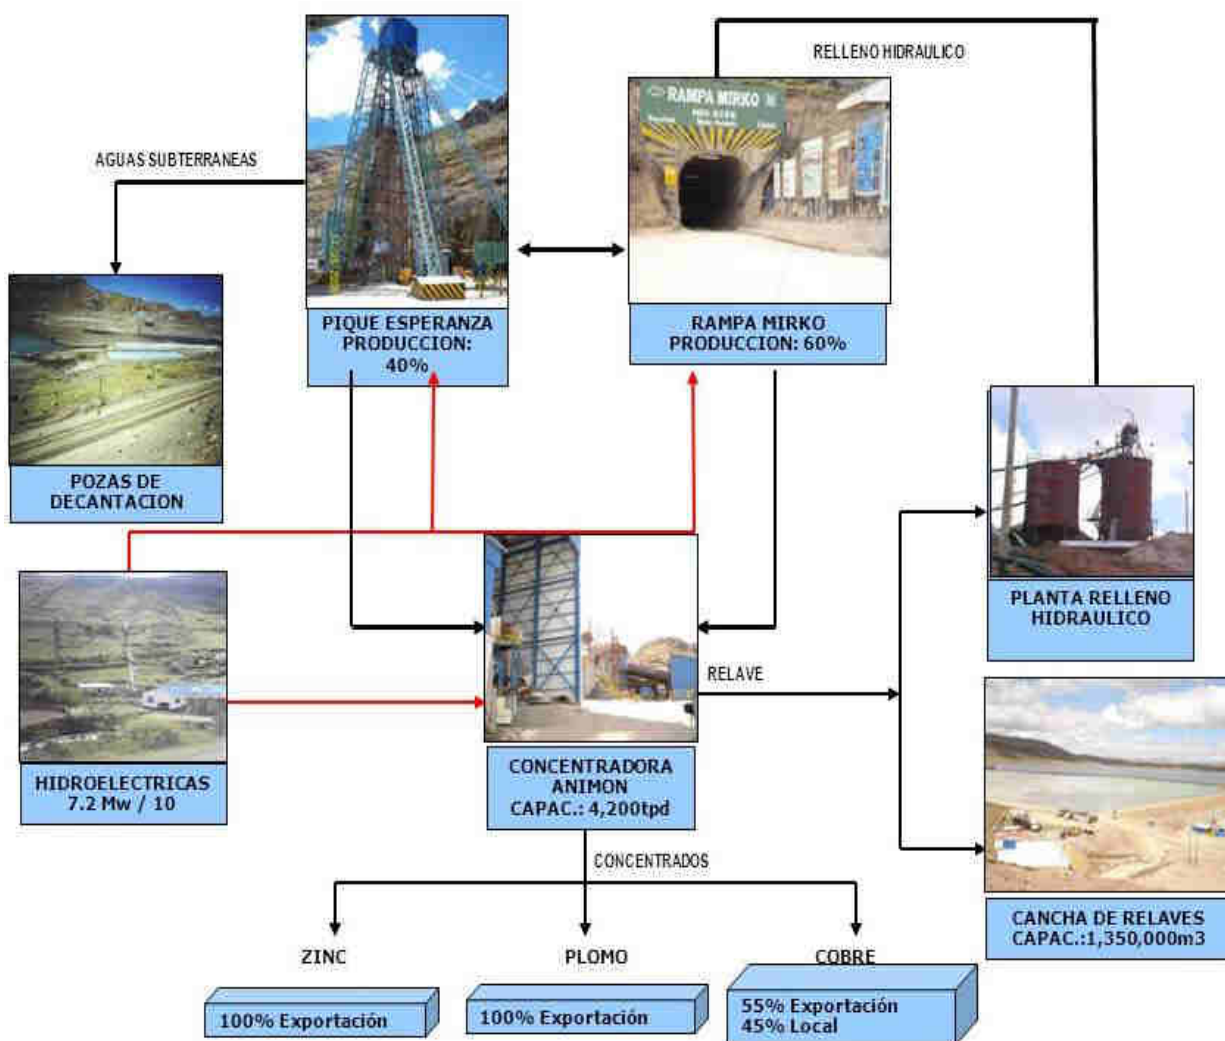 RELLENO HIDRAULICO
RAMPA MIRKO
AGUAS SUBTERRANEAS
PIQUE ESPERANZA
PRODUCCION:
40%
RAMPA MIRKO
PRODUCCION: 60%
POZAS DE
DECANTACION
PLANTA RELLENO
HIDRAULICO
RELAVE
HIDROELECTRICAS
7.2 Mw / 10
CONCENTRADORA
ANIMON
CAPAC.: 4,200tpd
CONCENTRADOS
CANCHA DE RELAVES
CAPAC.:1,350,000m3
ZINC
PLOMO
COBRE
100% Exportación
100% Exportación
55% Exportación
45% Local